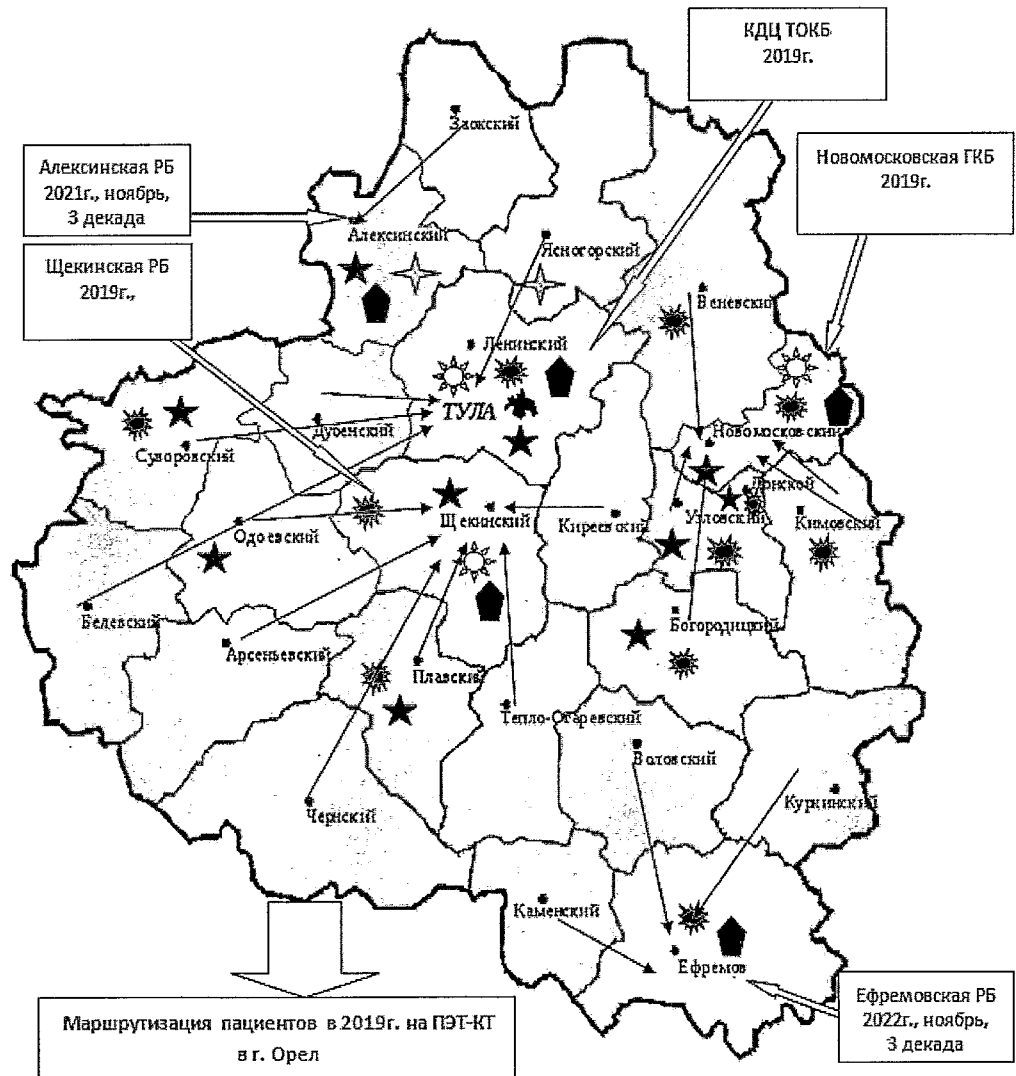 КДЦ ТОКБ
2019г.
Заокский
Алексинская РБ
2021г., ноябрь,
3 декада
Новомосковская ГКБ
2019г.
Алексинский
Ясногорский
Щекинская РБ
2019г.,
Веневский
Ленинский
ТУЛА
Дубенский
Новомосковский
Суворовский
Донской
Щекинский
Киреевский
Узловский
Кимовский
Одоевский
Белевский
Богородицкий
Арсеньевский
Плавский
Тепло-Огаревский
Воловский
Куркинский
Чернский
Каменский
Ефремов
Ефремовская РБ
2022г., ноябрь,
3 декада
Маршрутизация пациентов в 2019г. на ПЭТ-КТ
в г. Орел